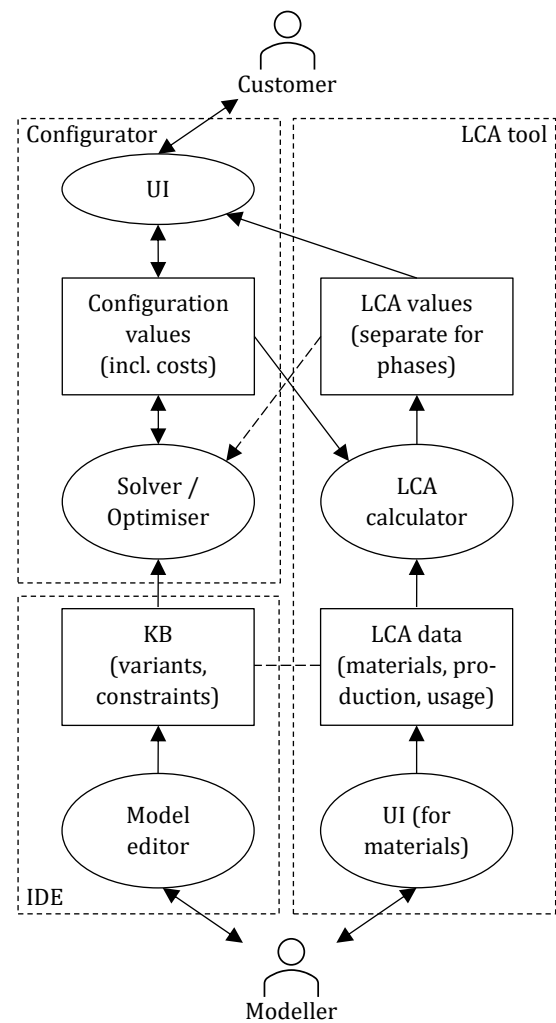 Customer
Configurator
LCA tool
UI
Configuration
values
(incl. costs)
LCA values
(separate for
phases)
Solver /
Optimiser
LCA
calculator
KB
(variants,
constraints)
LCA data
(materials, pro-
duction, usage)
Model
editor
UI (for
materials)
IDE
Modeller